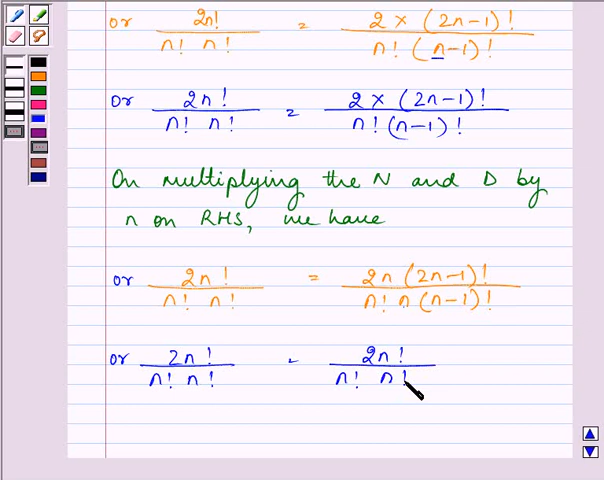 or 2n! / n! n! = 2 × (2n-1)! / n! (n-1)!
or 2n! / n! n! = 2 × (2n-1)! / n! (n-1)!
On multiplying the N and D by
n on RHS, we have
or 2n! / n! n! = 2n (2n-1)! / n! n (n-1)!
or 2n! / n! n! = 2n! / n! n!